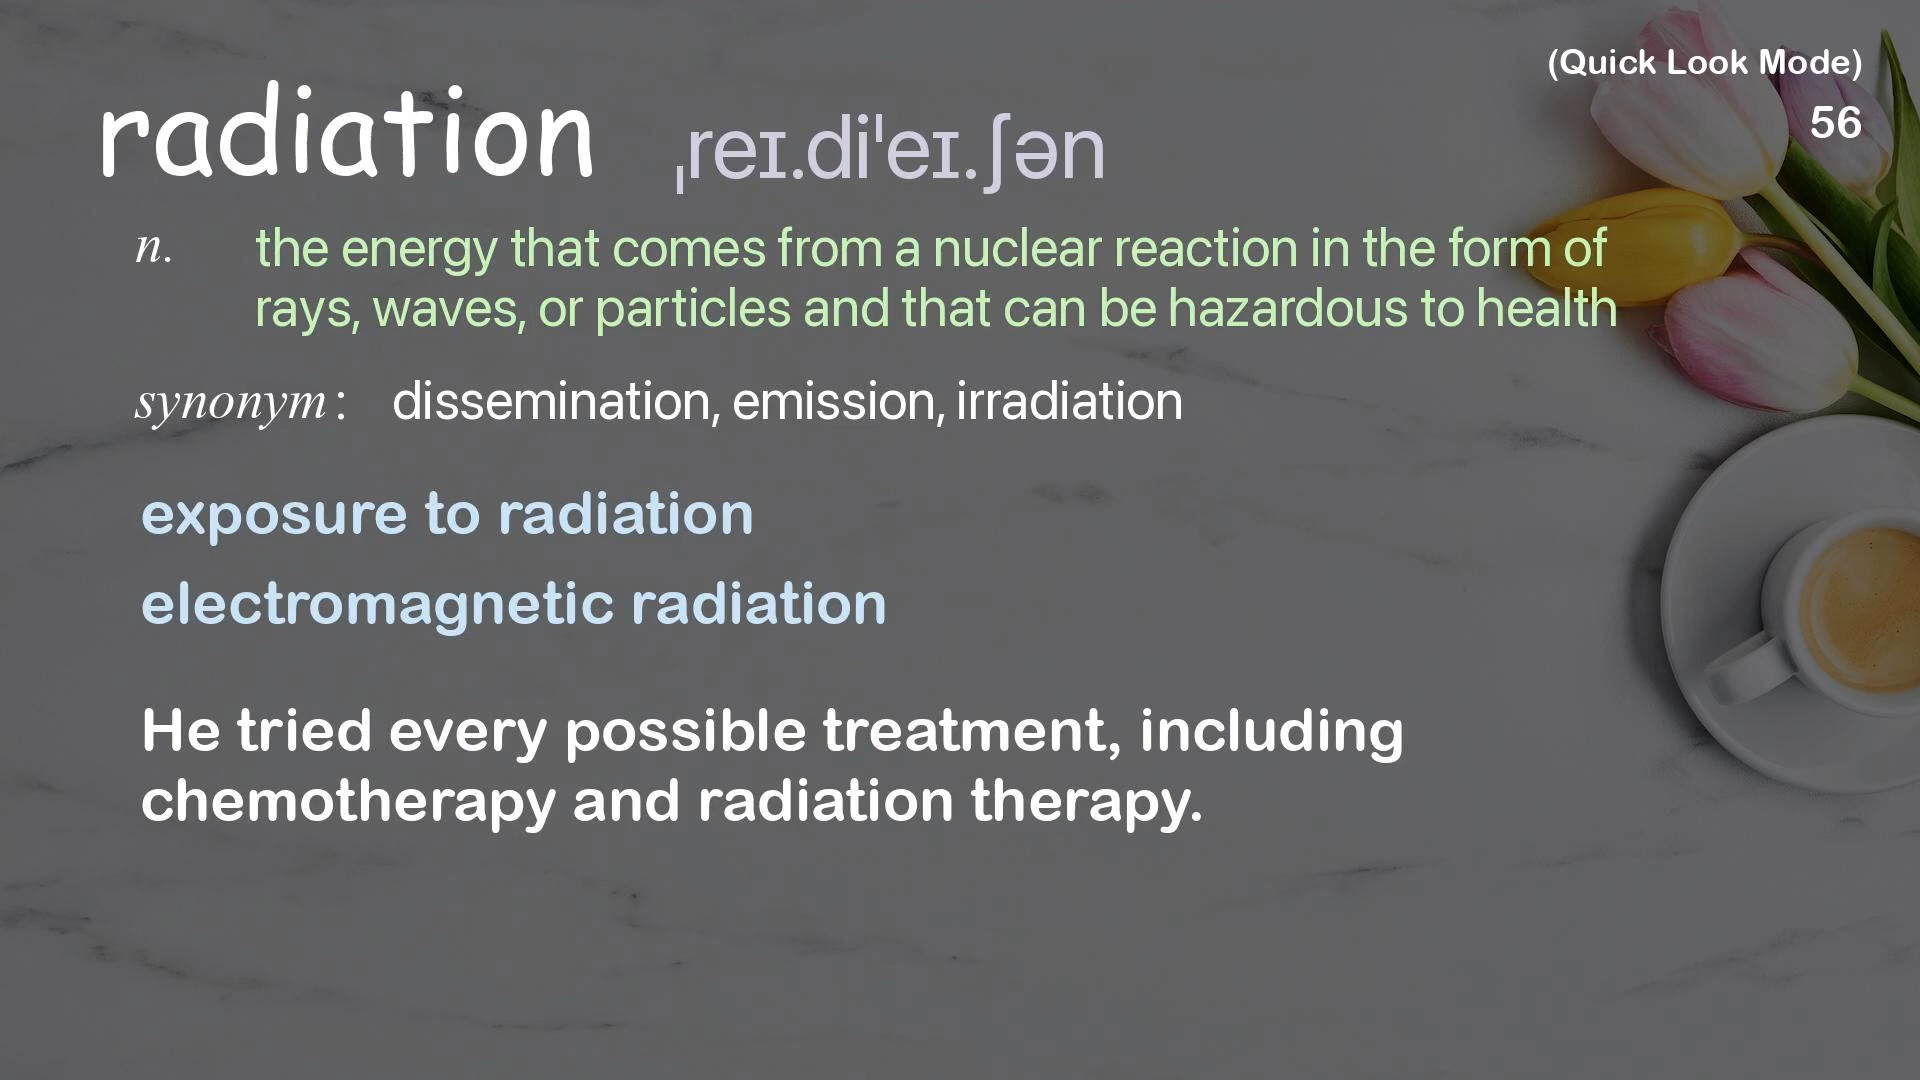 (Quick Look Mode)
radiation ˌreɪ.diˈeɪ.ʃən
56
n. the energy that comes from a nuclear reaction in the form of
rays, waves, or particles and that can be hazardous to health
synonym : dissemination, emission, irradiation
exposure to radiation
electromagnetic radiation
He tried every possible treatment, including
chemotherapy and radiation therapy.